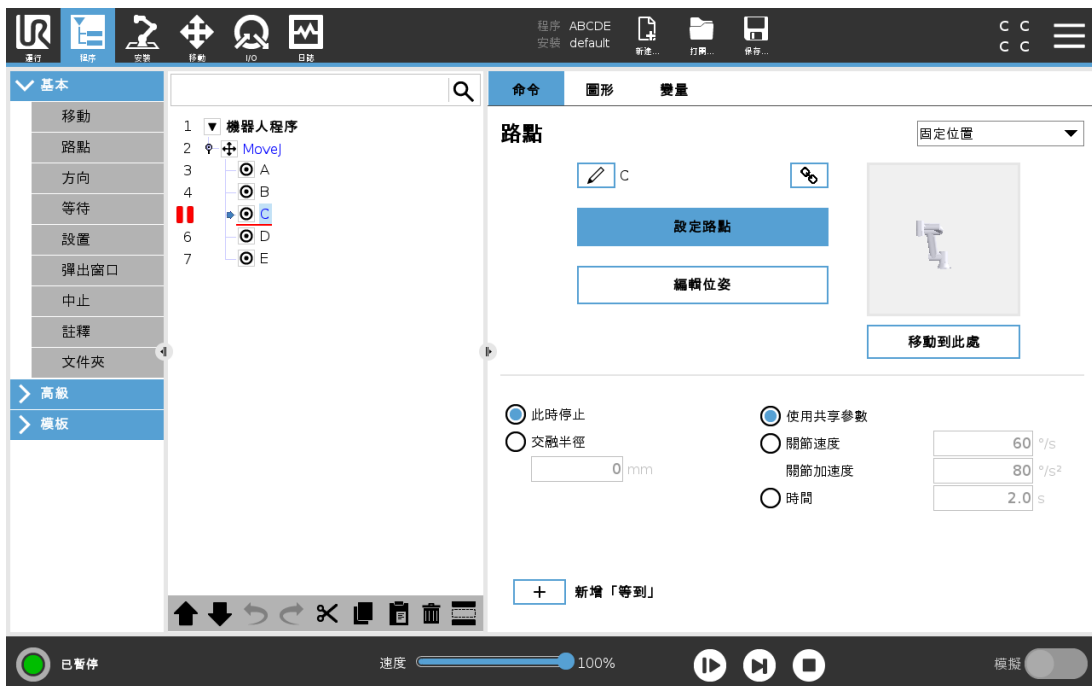 UR
運行
程序
安裝
移動
I/O
日誌
程序 ABCDE
安裝 default
新建...
打開...
保存...
C C
C C
基本
移動
路點
方向
等待
設置
彈出窗口
中止
註釋
文件夾
高級
模板
1 機器人程序
2 MoveJ
3 A
4 B
C
6 D
7 E
命令 圖形 變量
路點
固定位置
C
設定路點
編輯位姿
移動到此處
此時停止
交融半徑
0 mm
使用共享參數
關節速度 60 °/s
關節加速度 80 °/s²
時間 2.0 s
+ 新增「等到」
已暫停
速度 100%
模擬